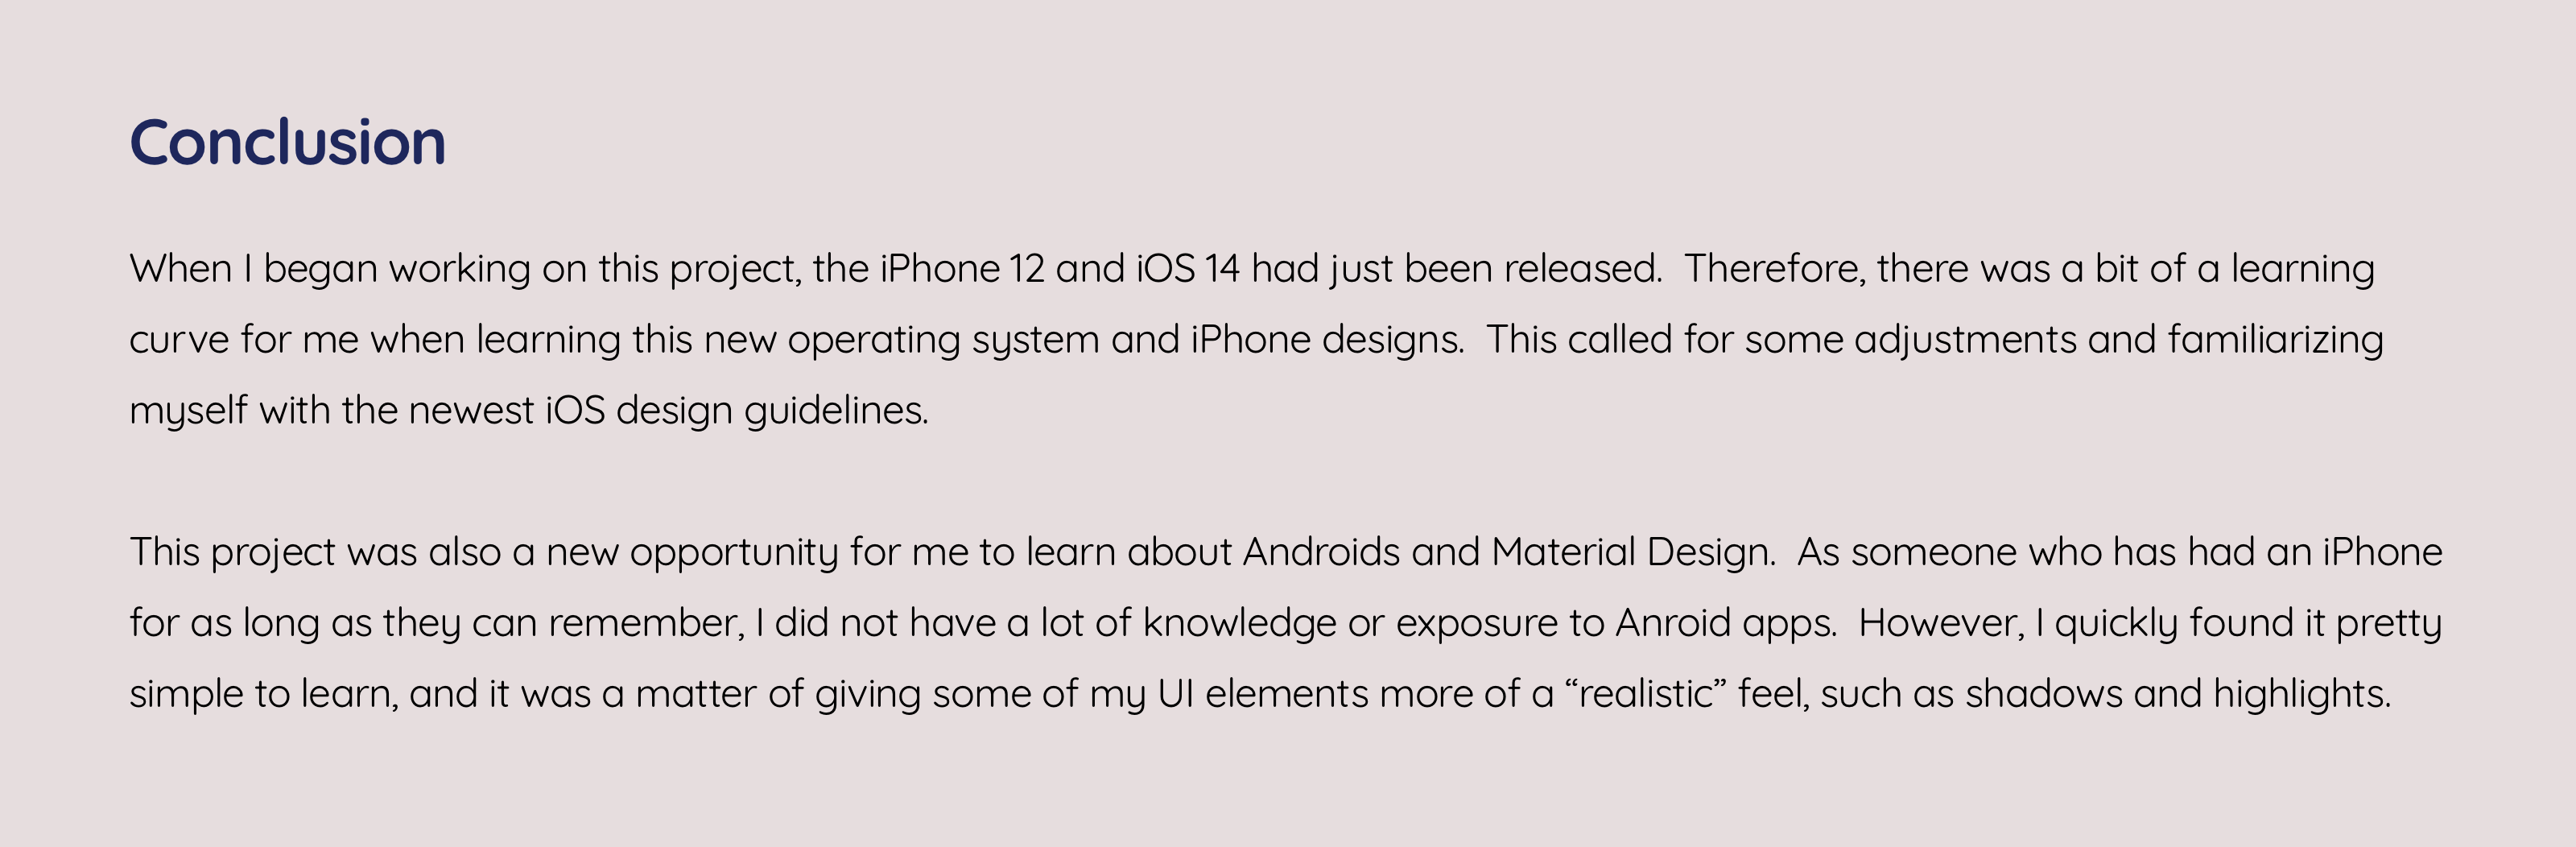 Conclusion
When I began working on this project, the iPhone 12 and iOS 14 had just been released.  Therefore, there was a bit of a learning
curve for me when learning this new operating system and iPhone designs.  This called for some adjustments and familiarizing
myself with the newest iOS design guidelines.
This project was also a new opportunity for me to learn about Androids and Material Design.  As someone who has had an iPhone
for as long as they can remember, I did not have a lot of knowledge or exposure to Anroid apps.  However, I quickly found it pretty
simple to learn, and it was a matter of giving some of my UI elements more of a “realistic” feel, such as shadows and highlights.